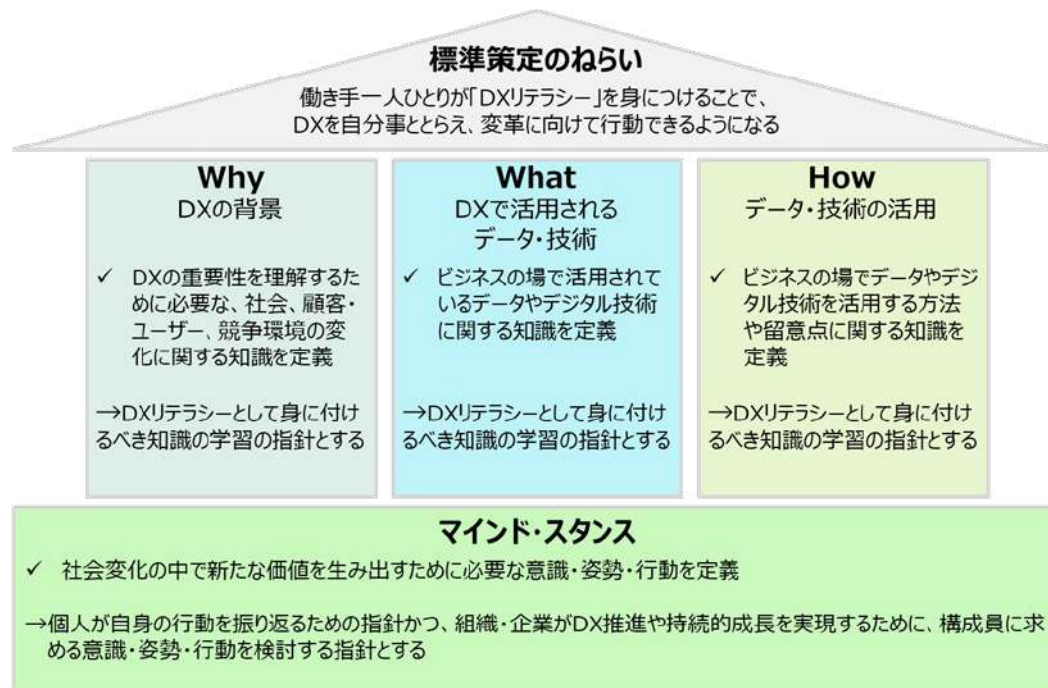 標準策定のねらい
働き手一人ひとりが「DXリテラシー」を身につけることで、
DXを自分事ととらえ、変革に向けて行動できるようになる
Why
DXの背景
✓ DXの重要性を理解するた
めに必要な、社会、顧客・
ユーザー、競争環境の変
化に関する知識を定義
→DXリテラシーとして身に付け
るべき知識の学習の指針とする
What
DXで活用される
データ・技術
✓ ビジネスの場で活用されて
いるデータやデジタル技術
に関する知識を定義
→DXリテラシーとして身に付け
るべき知識の学習の指針とする
How
データ・技術の活用
✓ ビジネスの場でデータやデジ
タル技術を活用する方法
や留意点に関する知識を
定義
→DXリテラシーとして身に付け
るべき知識の学習の指針とする
マインド・スタンス
✓ 社会変化の中で新たな価値を生み出すために必要な意識・姿勢・行動を定義
→個人が自身の行動を振り返るための指針かつ、組織・企業がDX推進や持続的成長を実現するために、構成員に求
める意識・姿勢・行動を検討する指針とする